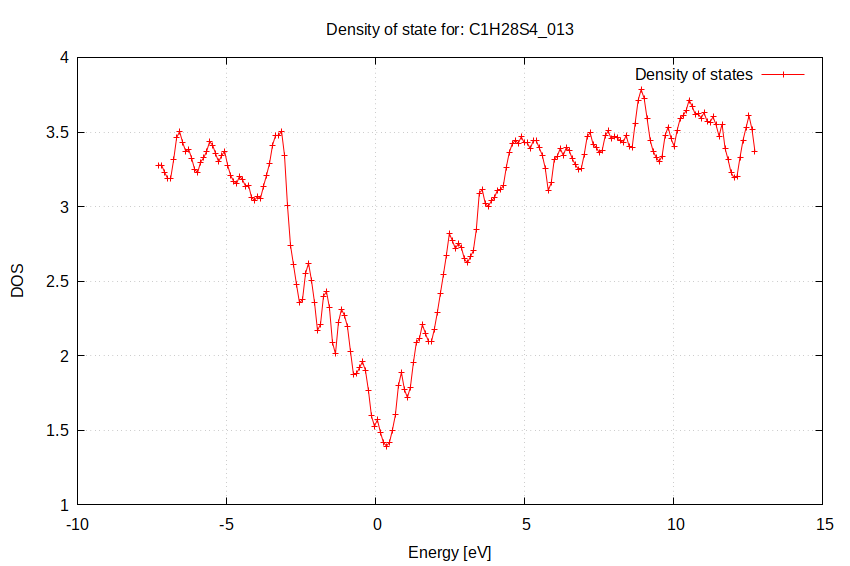 Density of state for: C1H28S4_013
4
Density of states
3.5
3
2.5
DOS
2
1.5
1
-10 -5 0 5 10 15
Energy [eV]